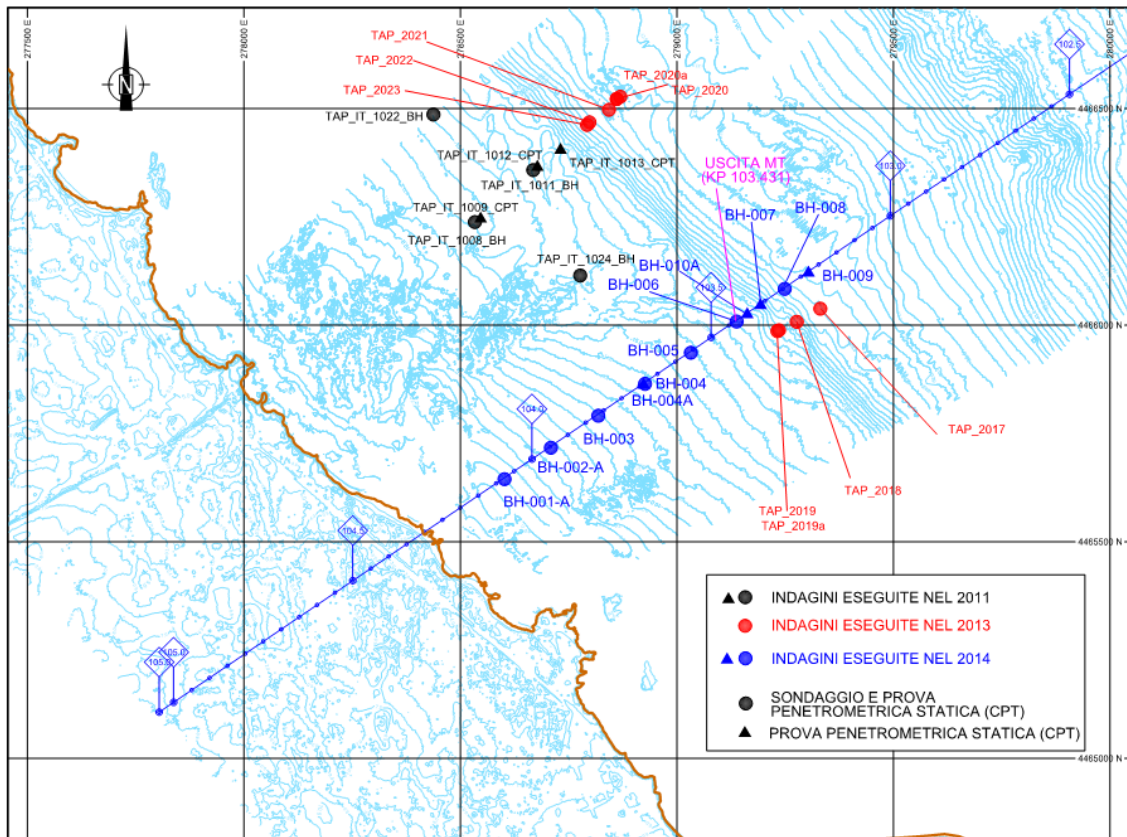 277500 E
278000 E
278500 E
279000 E
279500 E
280000 E
N
TAP_2021
TAP_2022
TAP_2023
TAP_2020a
TAP_2020
102.5
4466500 N
TAP_IT_1022_BH
TAP_IT_1012_CPT
TAP_IT_1013_CPT
TAP_IT_1011_BH
USCITA MT
(KP 103.431)
103.0
TAP_IT_1009_CPT
TAP_IT_1008_BH
BH-007
BH-008
TAP_IT_1024_BH
BH-010A
BH-009
BH-006
103.5
4466000 N
BH-005
BH-004
BH-004A
104.0
BH-003
TAP_2017
BH-002-A
TAP_2018
BH-001-A
TAP_2019
TAP_2019a
104.5
4465500 N
105.0
INDAGINI ESEGUITE NEL 2011
INDAGINI ESEGUITE NEL 2013
INDAGINI ESEGUITE NEL 2014
SONDAGGIO E PROVA
PENETROMETRICA STATICA (CPT)
PROVA PENETROMETRICA STATICA (CPT)
4465000 N